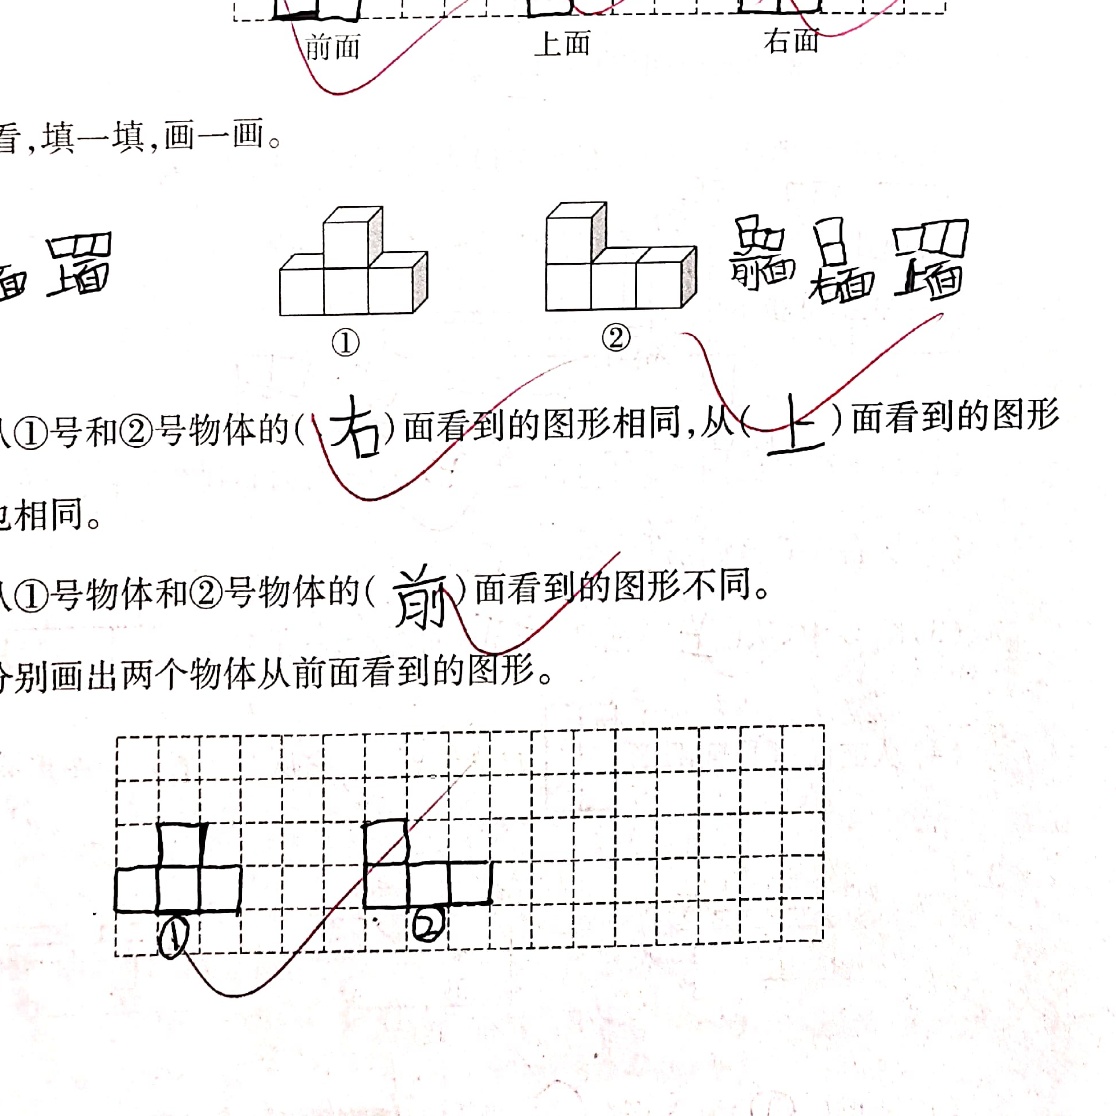 前面 上面 右面
看,填一填,画一画。
面 上面 前面 右面 上面
① ②
从①号和②号物体的(右)面看到的图形相同,从(上)面看到的图形
也相同。
从①号物体和②号物体的(前)面看到的图形不同。
分别画出两个物体从前面看到的图形。
① ②